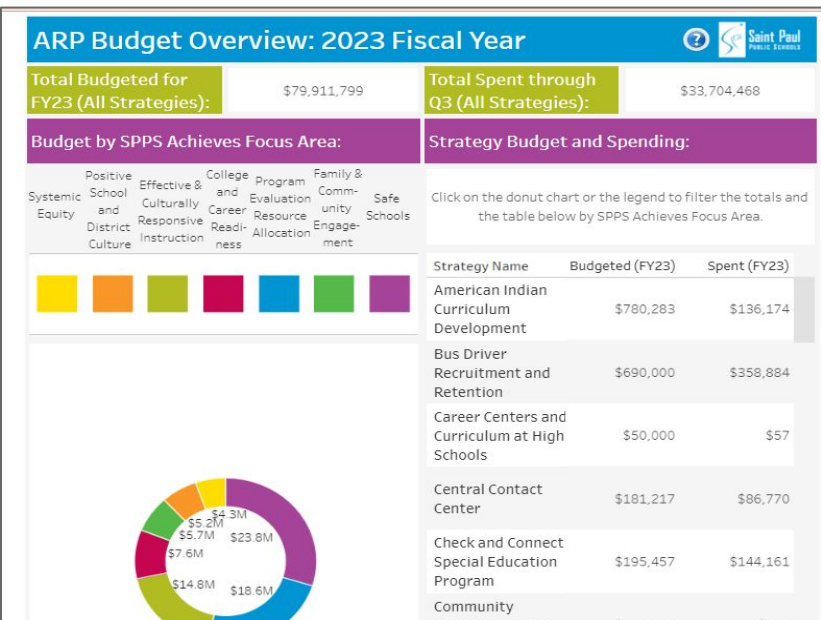 ARP Budget Overview: 2023 Fiscal Year
?
Saint Paul
PUBLIC SCHOOLS
Total Budgeted for
FY23 (All Strategies):
$79,911,799
Total Spent through
Q3 (All Strategies):
$33,704,468
Budget by SPPS Achieves Focus Area:
Systemic
Equity
Positive
School
and
District
Culture
Effective &
Culturally
Responsive
Instruction
College
and
Career
Readi-
ness
Program
Evaluation
Resource
Allocation
Family &
Comm-
unity
Engage-
ment
Safe
Schools
$4.3M
$5.2M
$5.7M
$23.8M
$7.6M
$14.8M
$18.6M
Strategy Budget and Spending:
Click on the donut chart or the legend to filter the totals and
the table below by SPPS Achieves Focus Area.
Strategy Name Budgeted (FY23) Spent (FY23)
American Indian
Curriculum $780,283 $136,174
Development
Bus Driver
Recruitment and $690,000 $358,884
Retention
Career Centers and
Curriculum at High $50,000 $57
Schools
Central Contact
Center
$181,217 $86,770
Check and Connect
Special Education $195,457 $144,161
Program
Community